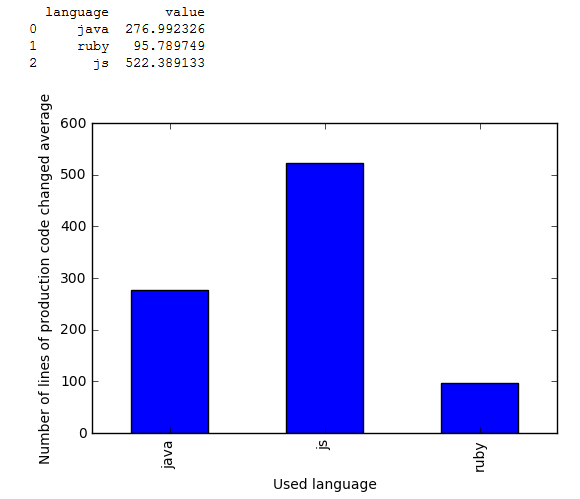 language value
0 java 276.992326
1 ruby 95.789749
2 js 522.389133
Number of lines of production code changed average
600
500
400
300
200
100
0
java
js
ruby
Used language